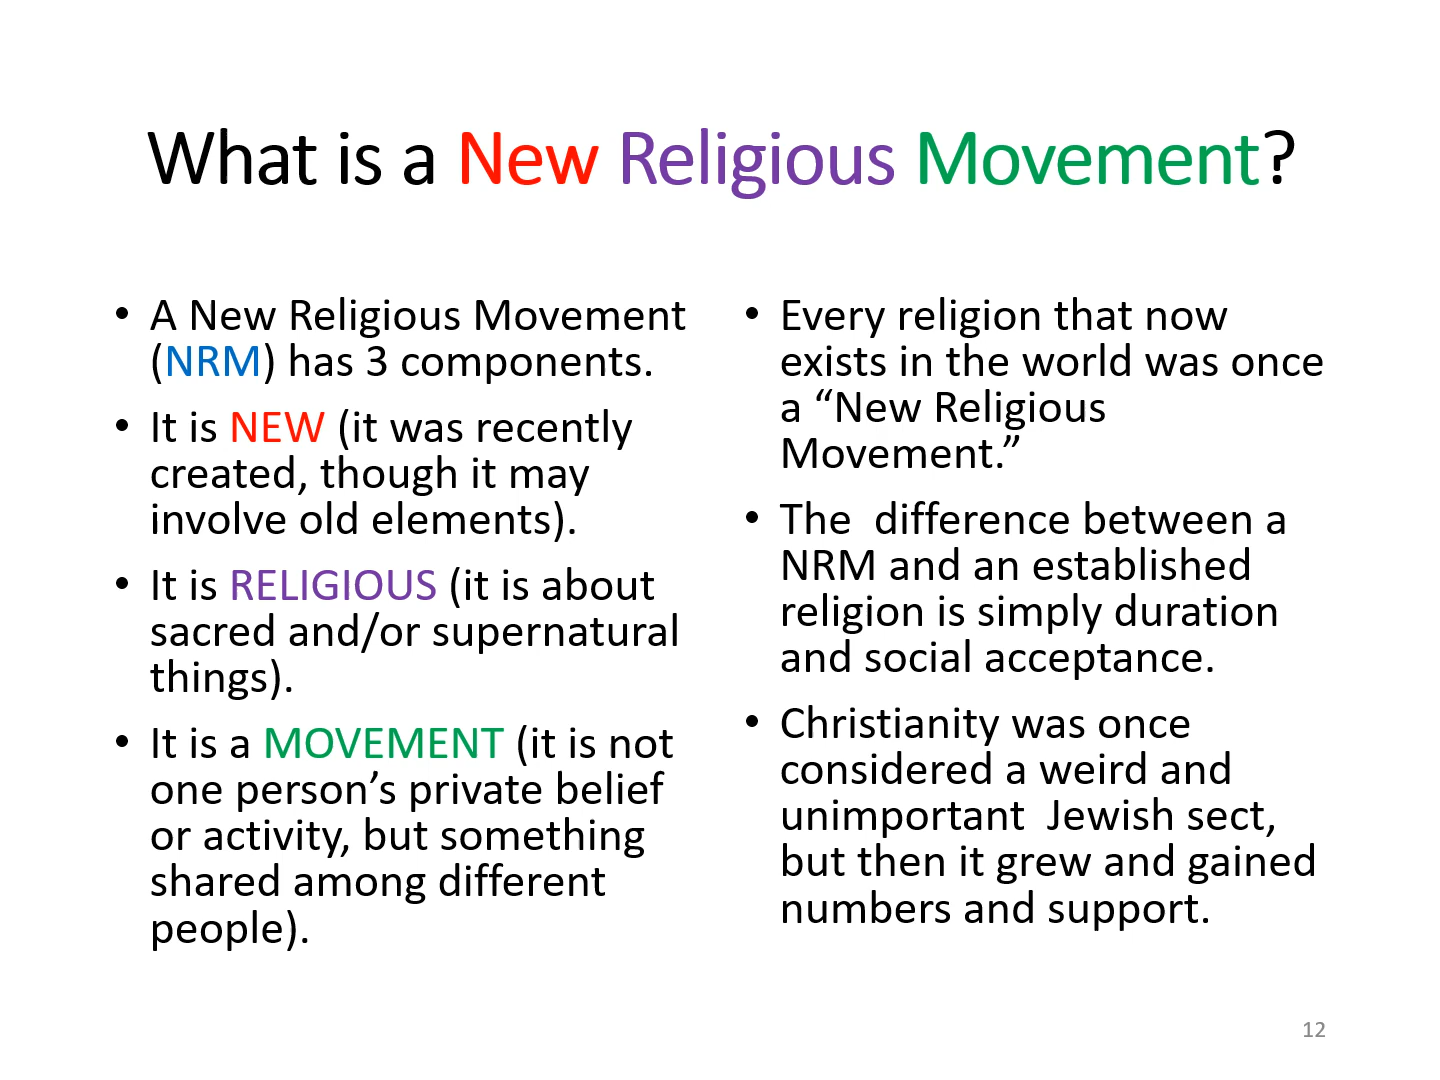 What is a New Religious Movement?
• A New Religious Movement
(NRM) has 3 components.
• It is NEW (it was recently
created, though it may
involve old elements).
• It is RELIGIOUS (it is about
sacred and/or supernatural
things).
• It is a MOVEMENT (it is not
one person’s private belief
or activity, but something
shared among different
people).
• Every religion that now
exists in the world was once
a “New Religious
Movement.”
• The  difference between a
NRM and an established
religion is simply duration
and social acceptance.
• Christianity was once
considered a weird and
unimportant  Jewish sect,
but then it grew and gained
numbers and support.
12